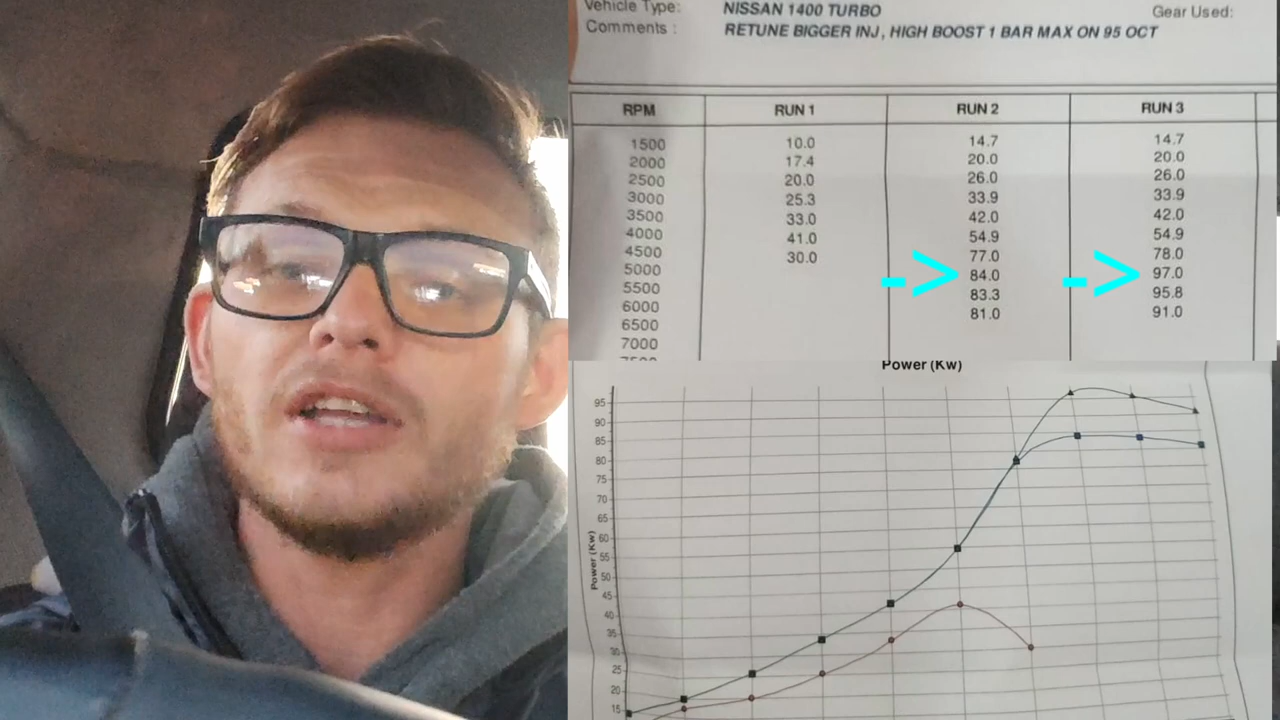 Vehicle Type: NISSAN 1400 TURBO Gear Used:
Comments : RETUNE BIGGER INJ, HIGH BOOST 1 BAR MAX ON 95 OCT
RPM RUN 1 RUN 2 RUN 3
1500 10.0 14.7 14.7
2000 17.4 20.0 20.0
2500 20.0 26.0 26.0
3000 25.3 33.9 33.9
3500 33.0 42.0 42.0
4000 41.0 54.9 54.9
4500 30.0 77.0 78.0
5000 -> 84.0 -> 97.0
5500 83.3 95.8
6000 81.0 91.0
6500
7000
Power (Kw)
Power (Kw)
95
90
85
80
75
70
65
60
55
50
45
40
35
30
25
20
15